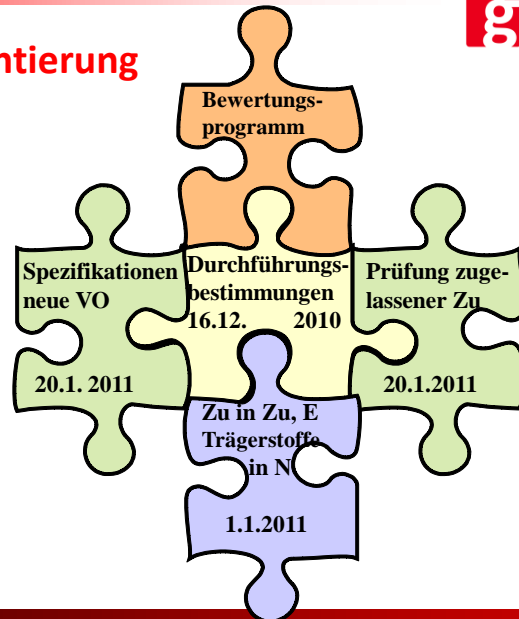 ntierung
g
Bewertungs-
programm
Spezifikationen
neue VO
20.1. 2011
Durchführungs-
bestimmungen
16.12. 2010
Prüfung zuge-
lassener Zu
20.1.2011
Zu in Zu, E
Trägerstoffe
in N
1.1.2011